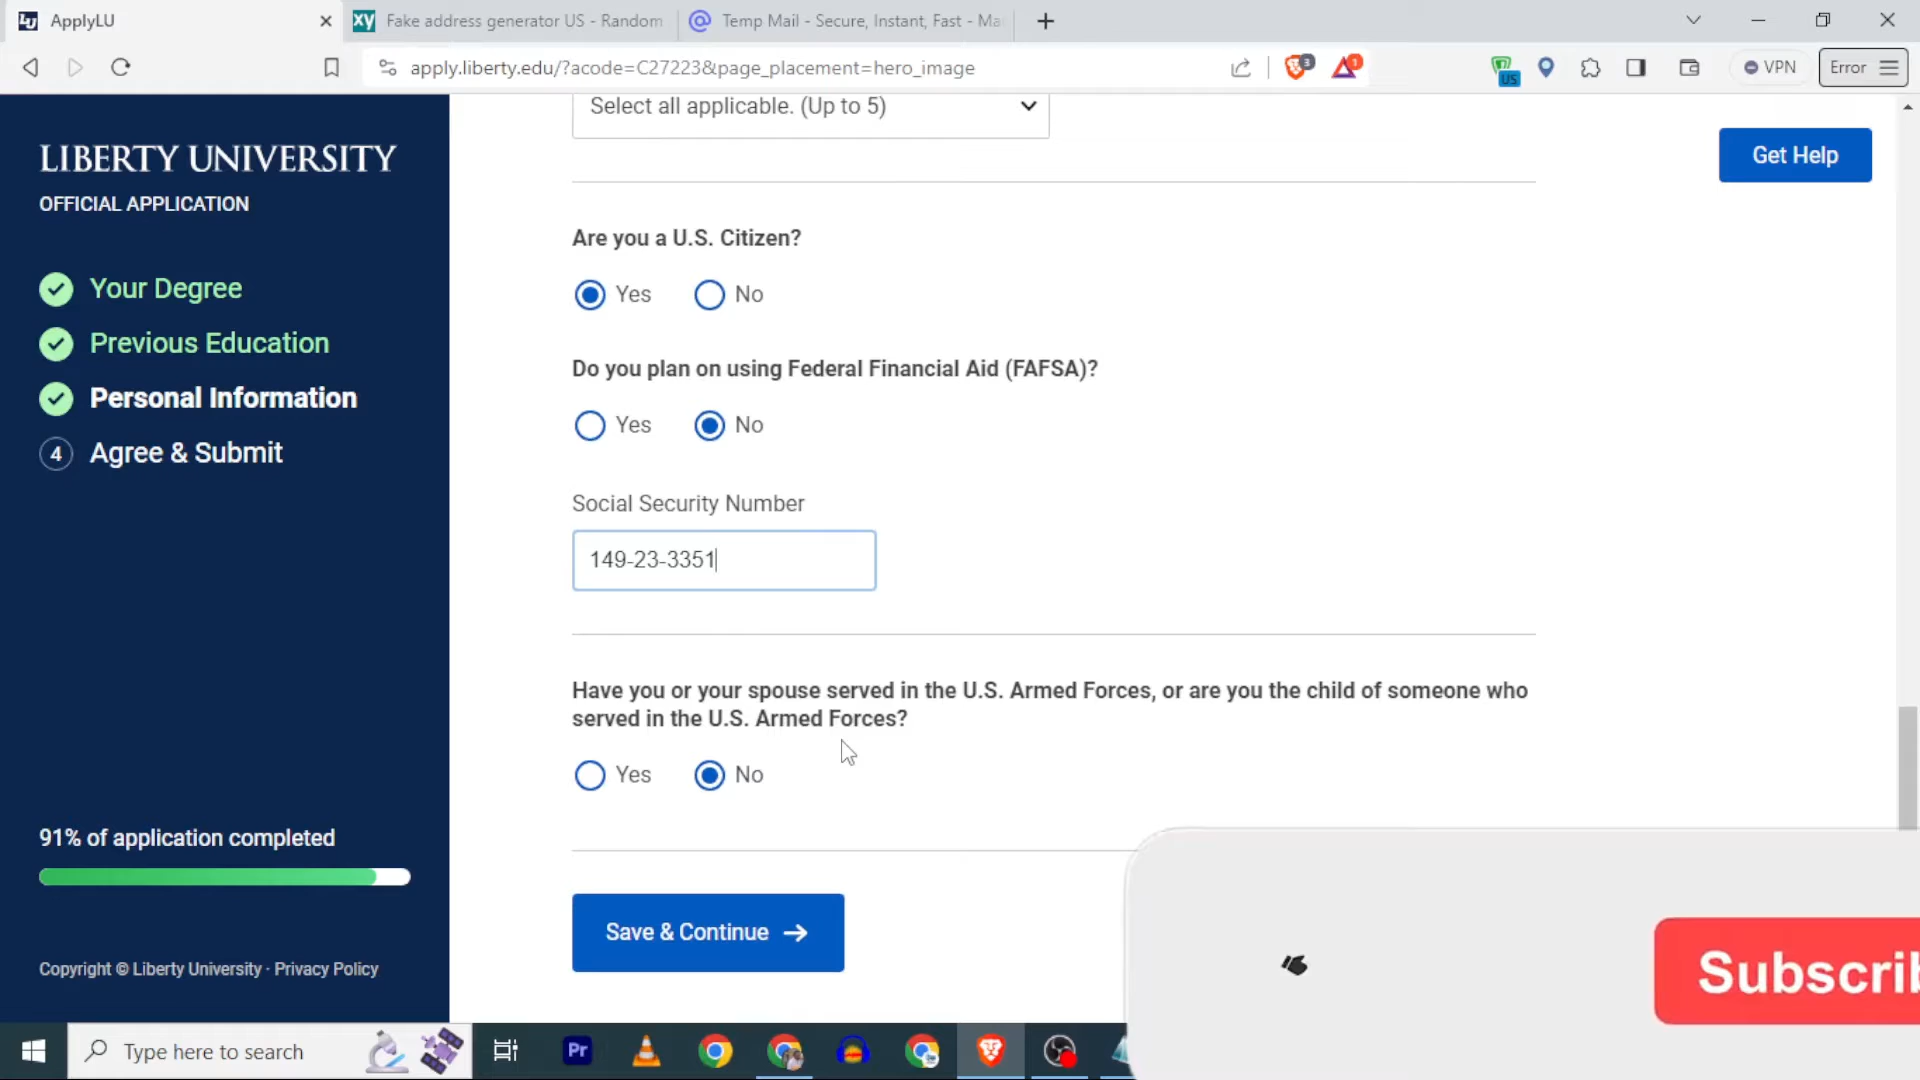 ApplyLU
Fake address generator US - Random
Temp Mail - Secure, Instant, Fast - Ma
apply.liberty.edu/?acode=C27223&page_placement=hero_image
3
1
US
VPN
Error
LIBERTY UNIVERSITY
OFFICIAL APPLICATION
Your Degree
Previous Education
Personal Information
4 Agree & Submit
91% of application completed
Copyright © Liberty University · Privacy Policy
Select all applicable. (Up to 5)
Get Help
Are you a U.S. Citizen?
Yes No
Do you plan on using Federal Financial Aid (FAFSA)?
Yes No
Social Security Number
149-23-3351
Have you or your spouse served in the U.S. Armed Forces, or are you the child of someone who
served in the U.S. Armed Forces?
Yes No
Save & Continue
Subscrib
Type here to search
Pr